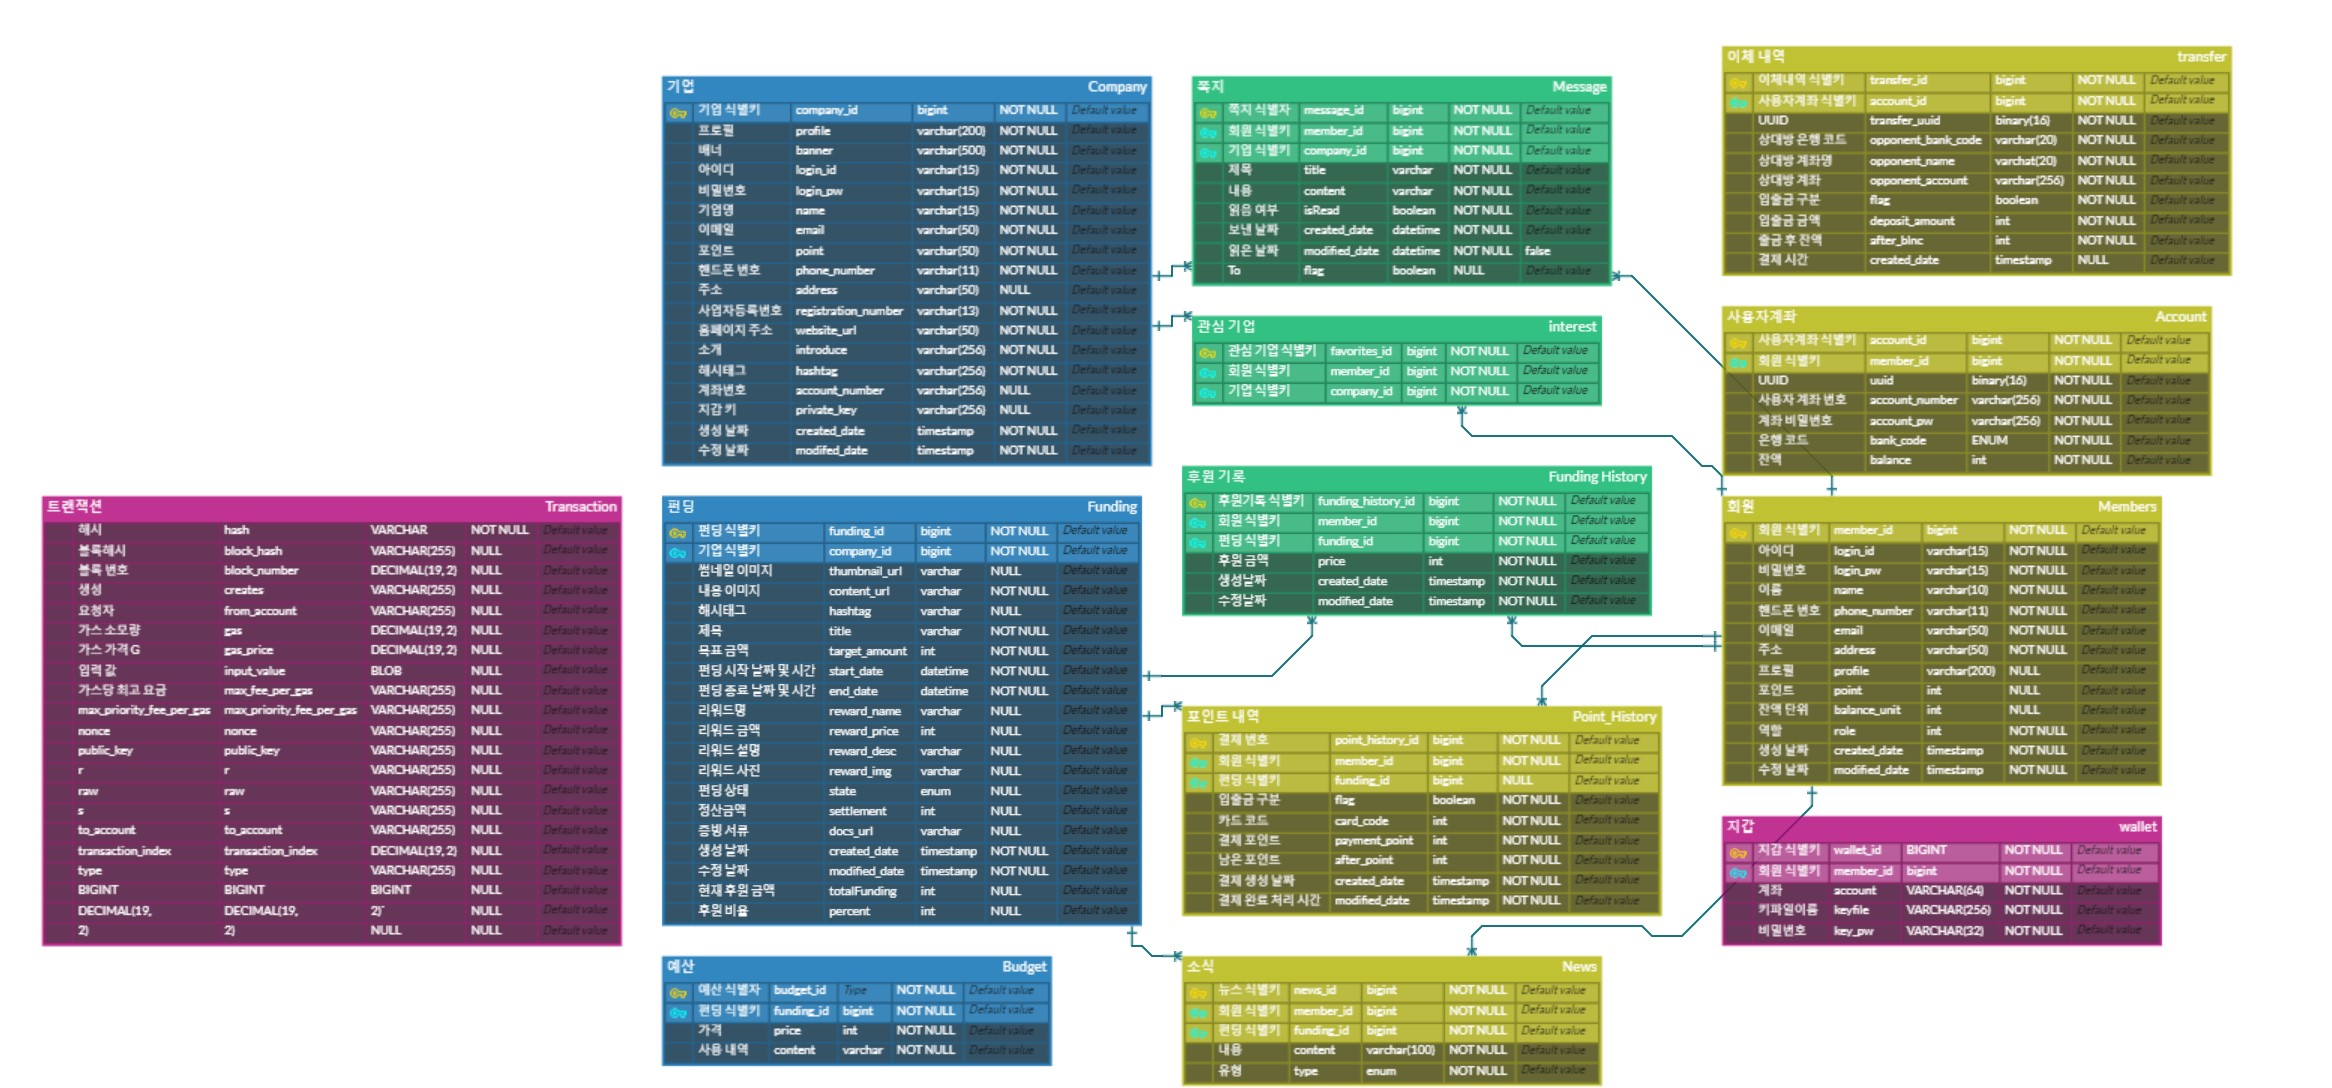 기업 Company
기업 식별키 company_id bigint NOT NULL Default value
프로필 profile varchar(200) NOT NULL Default value
배너 banner varchar(500) NOT NULL Default value
아이디 login_id varchar(15) NOT NULL Default value
비밀번호 login_pw varchar(15) NOT NULL Default value
기업명 name varchar(15) NOT NULL Default value
이메일 email varchar(50) NOT NULL Default value
포인트 point varchar(50) NOT NULL Default value
핸드폰 번호 phone_number varchar(11) NOT NULL Default value
주소 address varchar(50) NULL Default value
사업자등록번호 registration_number varchar(13) NOT NULL Default value
홈페이지 주소 website_url varchar(50) NOT NULL Default value
소개 introduce varchar(256) NOT NULL Default value
해시태그 hashtag varchar(256) NOT NULL Default value
계좌번호 account_number varchar(256) NULL Default value
지갑 키 private_key varchar(256) NULL Default value
생성 날짜 created_date timestamp NOT NULL Default value
수정 날짜 modifed_date timestamp NOT NULL Default value
쪽지 Message
쪽지 식별자 message_id bigint NOT NULL Default value
회원 식별키 member_id bigint NOT NULL Default value
기업 식별키 company_id bigint NOT NULL Default value
제목 title varchar NOT NULL Default value
내용 content varchar NOT NULL Default value
읽음 여부 isRead boolean NOT NULL Default value
보낸 날짜 created_date datetime NOT NULL Default value
읽은 날짜 modified_date datetime NOT NULL false
To flag boolean NULL Default value
이체 내역 transfer
이체내역 식별키 transfer_id bigint NOT NULL Default value
사용자계좌 식별키 account_id bigint NOT NULL Default value
UUID transfer_uuid binary(16) NOT NULL Default value
상대방 은행 코드 opponent_bank_code varchar(20) NOT NULL Default value
상대방 계좌명 opponent_name varchat(20) NOT NULL Default value
상대방 계좌 opponent_account varchar(256) NOT NULL Default value
입출금 구분 flag boolean NOT NULL Default value
입출금 금액 deposit_amount int NOT NULL Default value
출금 후 잔액 after_blnc int NOT NULL Default value
결제 시간 created_date timestamp NULL Default value
관심 기업 interest
관심 기업 식별키 favorites_id bigint NOT NULL Default value
회원 식별키 member_id bigint NOT NULL Default value
기업 식별키 company_id bigint NOT NULL Default value
사용자계좌 Account
사용자계좌 식별키 account_id bigint NOT NULL Default value
회원 식별키 member_id bigint NOT NULL Default value
UUID uuid binary(16) NOT NULL Default value
사용자 계좌 번호 account_number varchar(256) NOT NULL Default value
계좌 비밀번호 account_pw varchar(256) NOT NULL Default value
은행 코드 bank_code ENUM NOT NULL Default value
잔액 balance int NOT NULL Default value
트랜잭션 Transaction
해시 hash VARCHAR NOT NULL Default value
블록해시 block_hash VARCHAR(255) NULL Default value
블록 번호 block_number DECIMAL(19, 2) NULL Default value
생성 creates VARCHAR(255) NULL Default value
요청자 from_account VARCHAR(255) NULL Default value
가스 소모량 gas DECIMAL(19, 2) NULL Default value
가스 가격 G gas_price DECIMAL(19, 2) NULL Default value
입력 값 input_value BLOB NULL Default value
가스당 최고 요금 max_fee_per_gas VARCHAR(255) NULL Default value
max_priority_fee_per_gas max_priority_fee_per_gas VARCHAR(255) NULL Default value
nonce nonce VARCHAR(255) NULL Default value
public_key public_key VARCHAR(255) NULL Default value
r r VARCHAR(255) NULL Default value
raw raw VARCHAR(255) NULL Default value
s s VARCHAR(255) NULL Default value
to_account to_account VARCHAR(255) NULL Default value
transaction_index transaction_index DECIMAL(19, 2) NULL Default value
type type VARCHAR(255) NULL Default value
BIGINT BIGINT BIGINT NULL Default value
DECIMAL(19, DECIMAL(19, 2)` NULL Default value
2) 2) NULL NULL Default value
펀딩 Funding
펀딩 식별키 funding_id bigint NOT NULL Default value
기업 식별키 company_id bigint NOT NULL Default value
썸네일 이미지 thumbnail_url varchar NULL Default value
내용 이미지 content_url varchar NOT NULL Default value
해시태그 hashtag varchar NULL Default value
제목 title varchar NOT NULL Default value
목표 금액 target_amount int NOT NULL Default value
펀딩 시작 날짜 및 시간 start_date datetime NOT NULL Default value
펀딩 종료 날짜 및 시간 end_date datetime NOT NULL Default value
리워드명 reward_name varchar NULL Default value
리워드 금액 reward_price int NULL Default value
리워드 설명 reward_desc varchar NULL Default value
리워드 사진 reward_img varchar NULL Default value
펀딩 상태 state enum NULL Default value
정산금액 settlement int NULL Default value
증빙 서류 docs_url varchar NULL Default value
생성 날짜 created_date timestamp NOT NULL Default value
수정 날짜 modified_date timestamp NOT NULL Default value
현재 후원 금액 totalFunding int NULL Default value
후원 비율 percent int NULL Default value
후원 기록 Funding History
후원기록 식별키 funding_history_id bigint NOT NULL Default value
회원 식별키 member_id bigint NOT NULL Default value
펀딩 식별키 funding_id bigint NOT NULL Default value
후원 금액 price int NOT NULL Default value
생성날짜 created_date timestamp NOT NULL Default value
수정날짜 modified_date timestamp NOT NULL Default value
회원 Members
회원 식별키 member_id bigint NOT NULL Default value
아이디 login_id varchar(15) NOT NULL Default value
비밀번호 login_pw varchar(15) NOT NULL Default value
이름 name varchar(10) NOT NULL Default value
핸드폰 번호 phone_number varchar(11) NOT NULL Default value
이메일 email varchar(50) NOT NULL Default value
주소 address varchar(50) NOT NULL Default value
프로필 profile varchar(200) NULL Default value
포인트 point int NOT NULL Default value
잔액 단위 balance_unit int NULL Default value
역할 role int NOT NULL Default value
생성 날짜 created_date timestamp NOT NULL Default value
수정 날짜 modified_date timestamp NOT NULL Default value
포인트 내역 Point_History
결제 번호 point_history_id bigint NOT NULL Default value
회원 식별키 member_id bigint NOT NULL Default value
펀딩 식별키 funding_id bigint NULL Default value
입출금 구분 flag boolean NOT NULL Default value
카드 코드 card_code int NOT NULL Default value
결제 포인트 payment_point int NOT NULL Default value
남은 포인트 after_point int NOT NULL Default value
결제 생성 날짜 created_date timestamp NOT NULL Default value
결제 완료 처리 시간 modified_date timestamp NOT NULL Default value
지갑 wallet
지갑 식별키 wallet_id BIGINT NOT NULL Default value
회원 식별키 member_id bigint NOT NULL Default value
계좌 account VARCHAR(64) NOT NULL Default value
키파일이름 keyfile VARCHAR(256) NOT NULL Default value
비밀번호 key_pw VARCHAR(32) NOT NULL Default value
예산 Budget
예산 식별자 budget_id Type NOT NULL Default value
펀딩 식별키 funding_id bigint NOT NULL Default value
가격 price int NOT NULL Default value
사용 내역 content varchar NOT NULL Default value
소식 News
뉴스 식별키 news_id bigint NOT NULL Default value
회원 식별키 member_id bigint NOT NULL Default value
펀딩 식별키 funding_id bigint NOT NULL Default value
내용 content varchar(100) NOT NULL Default value
유형 type enum NOT NULL Default value